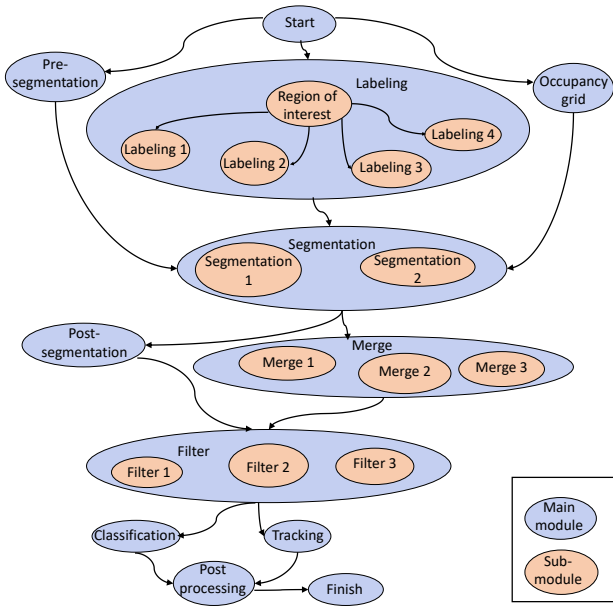 Start
Pre-
segmentation
Labeling
Occupancy
grid
Region of
interest
Labeling 1
Labeling 2
Labeling 3
Labeling 4
Segmentation
Segmentation
1
Segmentation
2
Post-
segmentation
Merge
Merge 1
Merge 2
Merge 3
Filter
Filter 1
Filter 2
Filter 3
Classification
Tracking
Post
processing
Finish
Main
module
Sub-
module